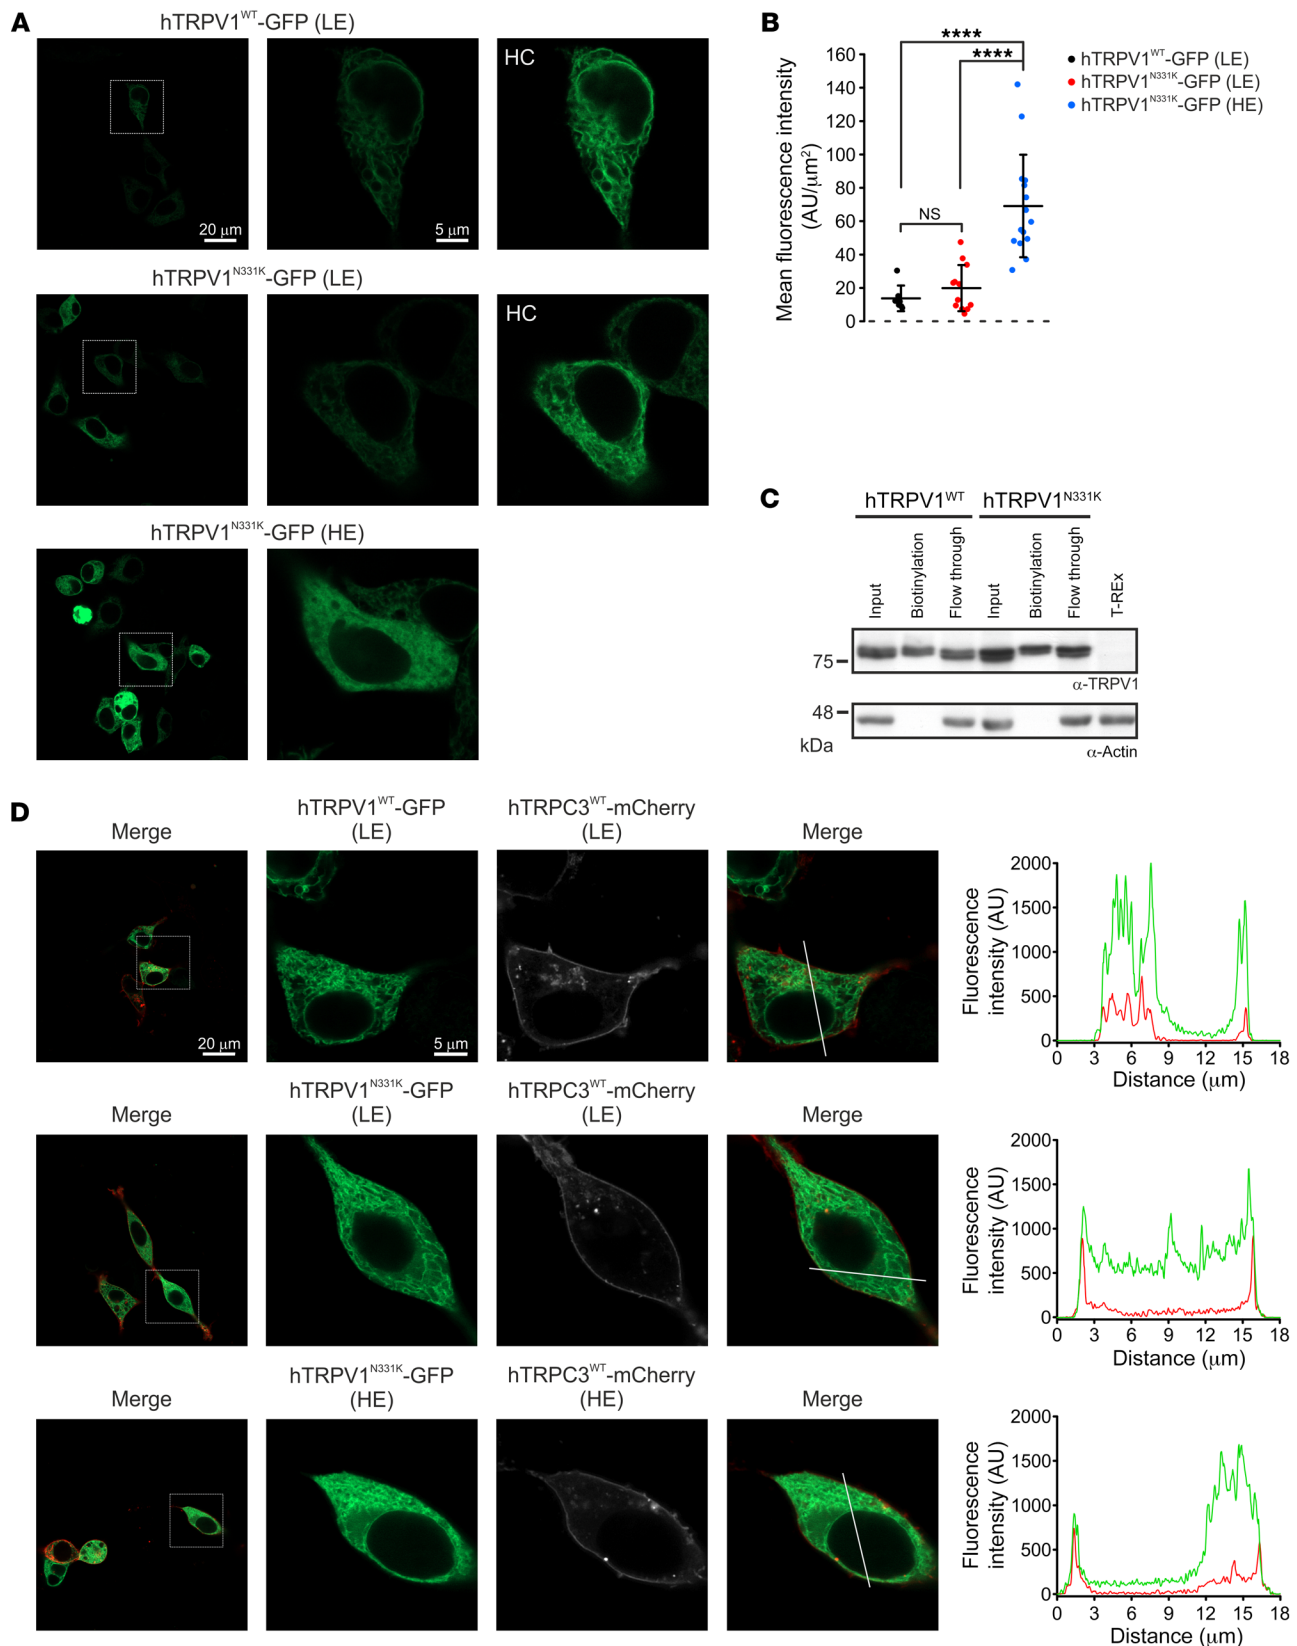 A
hTRPV1WT-GFP (LE)
HC
20 μm
5 μm
hTRPV1N331K-GFP (LE)
HC
hTRPV1N331K-GFP (HE)
B
Mean fluorescence intensity
(AU/μm2)
160
140
120
100
80
60
40
20
0
****
****
NS
hTRPV1WT-GFP (LE)
hTRPV1N331K-GFP (LE)
hTRPV1N331K-GFP (HE)
C
hTRPV1WT hTRPV1N331K
Input
Biotinylation
Flow through
Input
Biotinylation
Flow through
T-REx
75
α-TRPV1
48
kDa
α-Actin
D
Merge
hTRPV1WT-GFP
(LE)
hTRPC3WT-mCherry
(LE)
Merge
20 μm
5 μm
Fluorescence
intensity (AU)
2000
1500
1000
500
0
0 3 6 9 12 15 18
Distance (μm)
Merge
hTRPV1N331K-GFP
(LE)
hTRPC3WT-mCherry
(LE)
Merge
Fluorescence
intensity (AU)
2000
1500
1000
500
0
0 3 6 9 12 15 18
Distance (μm)
Merge
hTRPV1N331K-GFP
(HE)
hTRPC3WT-mCherry
(HE)
Merge
Fluorescence
intensity (AU)
2000
1500
1000
500
0
0 3 6 9 12 15 18
Distance (μm)